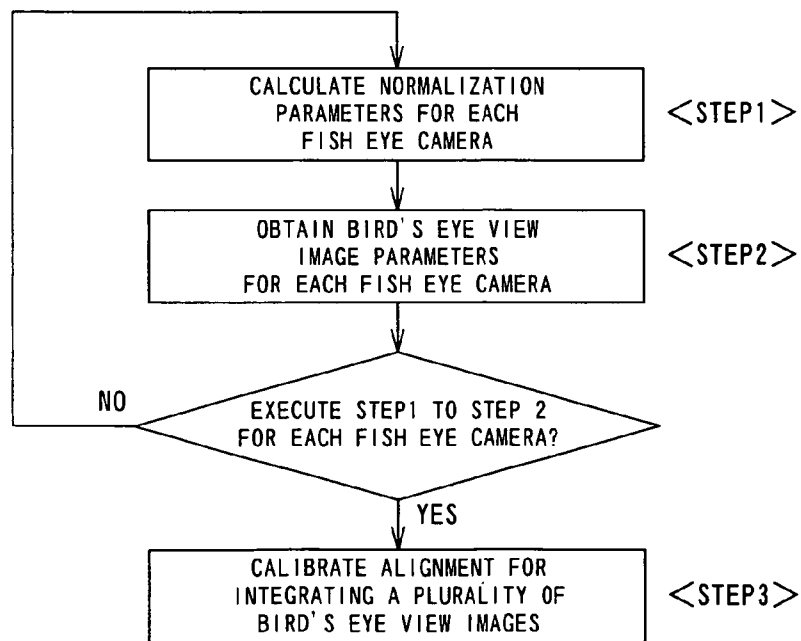 CALCULATE NORMALIZATION
PARAMETERS FOR EACH
FISH EYE CAMERA
<STEP1>
OBTAIN BIRD'S EYE VIEW
IMAGE PARAMETERS
FOR EACH FISH EYE CAMERA
<STEP2>
NO
EXECUTE STEP1 TO STEP 2
FOR EACH FISH EYE CAMERA?
YES
CALIBRATE ALIGNMENT FOR
INTEGRATING A PLURALITY OF
BIRD'S EYE VIEW IMAGES
<STEP3>